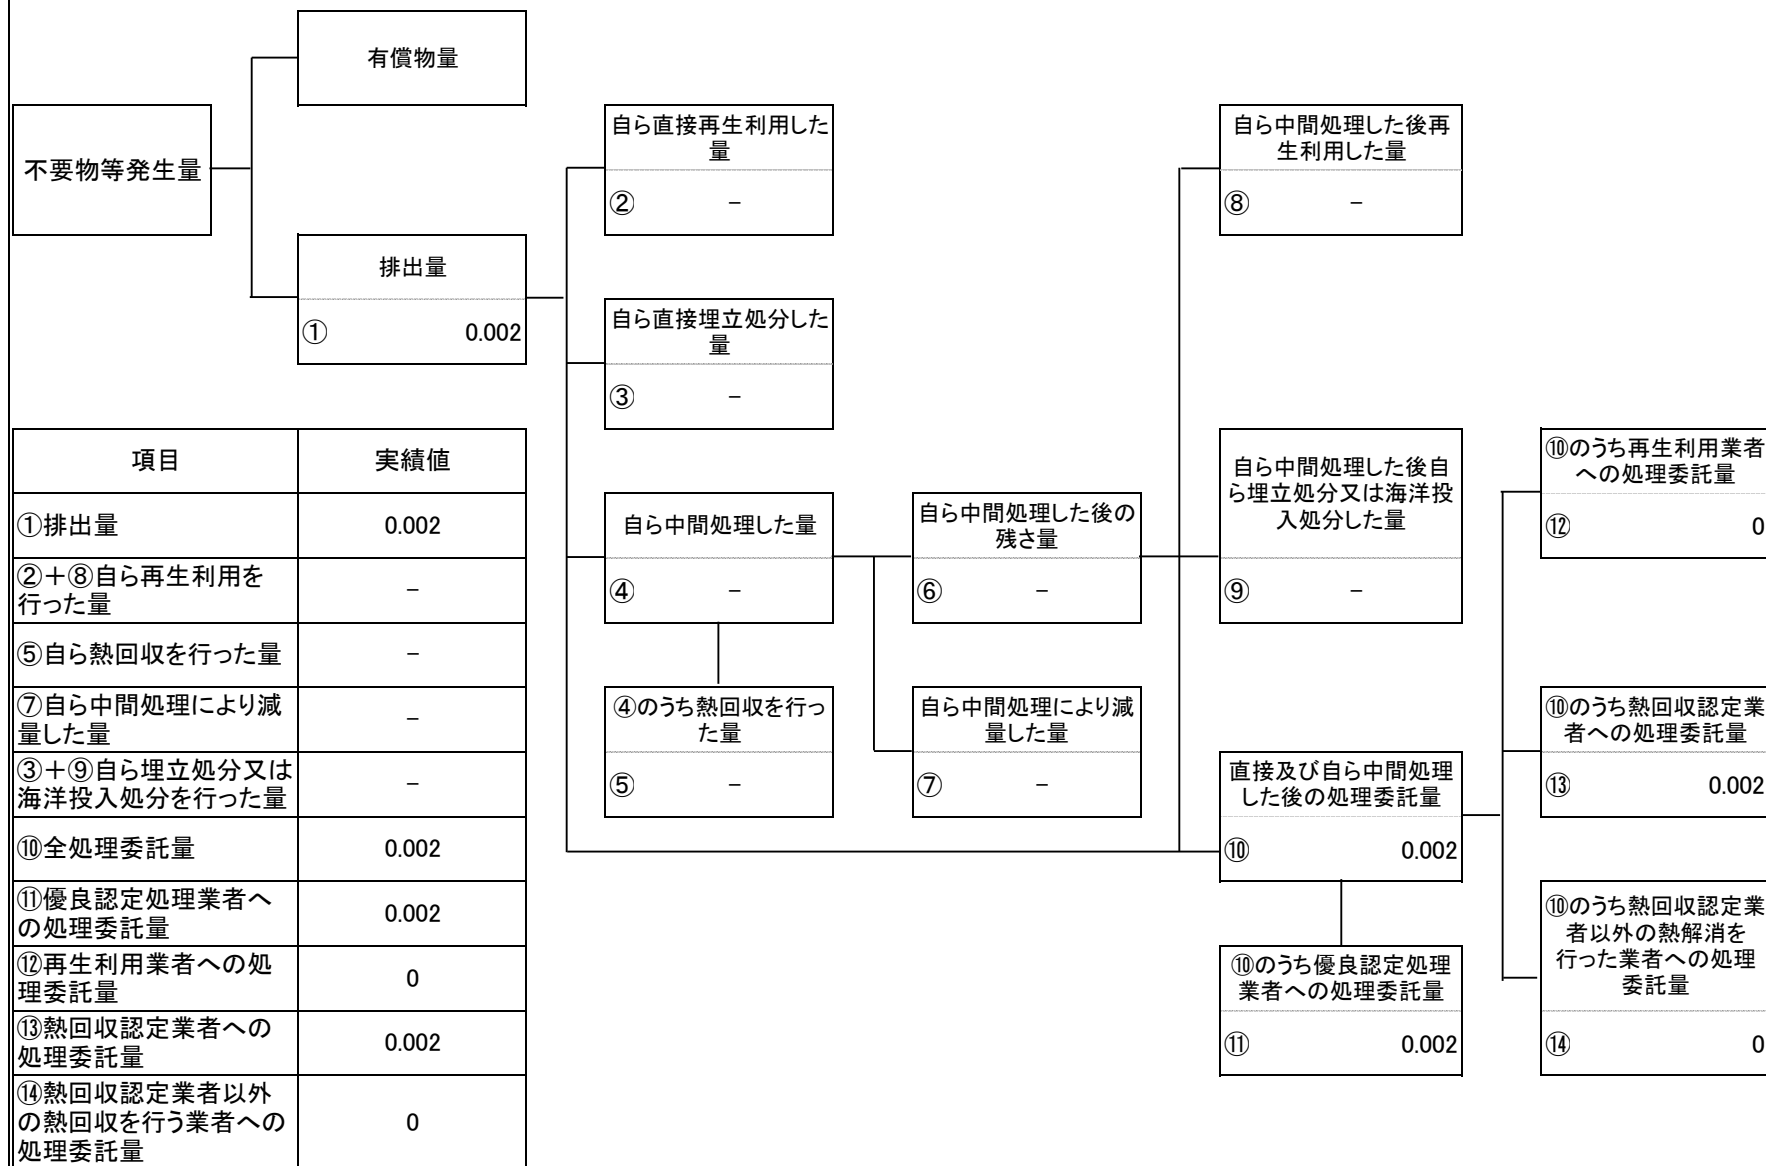 有償物量
不要物等発生量
排出量
① 0.002
自ら直接再生利用した
量
② －
自ら直接埋立処分した
量
③ －
自ら中間処理した量
④ －
④のうち熱回収を行っ
た量
⑤ －
自ら中間処理した後の
残さ量
⑥ －
自ら中間処理により減
量した量
⑦ －
自ら中間処理した後再
生利用した量
⑧ －
自ら中間処理した後自
ら埋立処分又は海洋投
入処分した量
⑨ －
直接及び自ら中間処理
した後の処理委託量
⑩ 0.002
⑩のうち優良認定処理
業者への処理委託量
⑪ 0.002
⑩のうち再生利用業者
への処理委託量
⑫ 0
⑩のうち熱回収認定業
者への処理委託量
⑬ 0.002
⑩のうち熱回収認定業
者以外の熱解消を
行った業者への処理
委託量
⑭ 0
項目 実績値
①排出量 0.002
②＋⑧自ら再生利用を
行った量 －
⑤自ら熱回収を行った量 －
⑦自ら中間処理により減
量した量 －
③＋⑨自ら埋立処分又は
海洋投入処分を行った量 －
⑩全処理委託量 0.002
⑪優良認定処理業者へ
の処理委託量 0.002
⑫再生利用業者への処
理委託量 0
⑬熱回収認定業者への
処理委託量 0.002
⑭熱回収認定業者以外
の熱回収を行う業者への
処理委託量 0